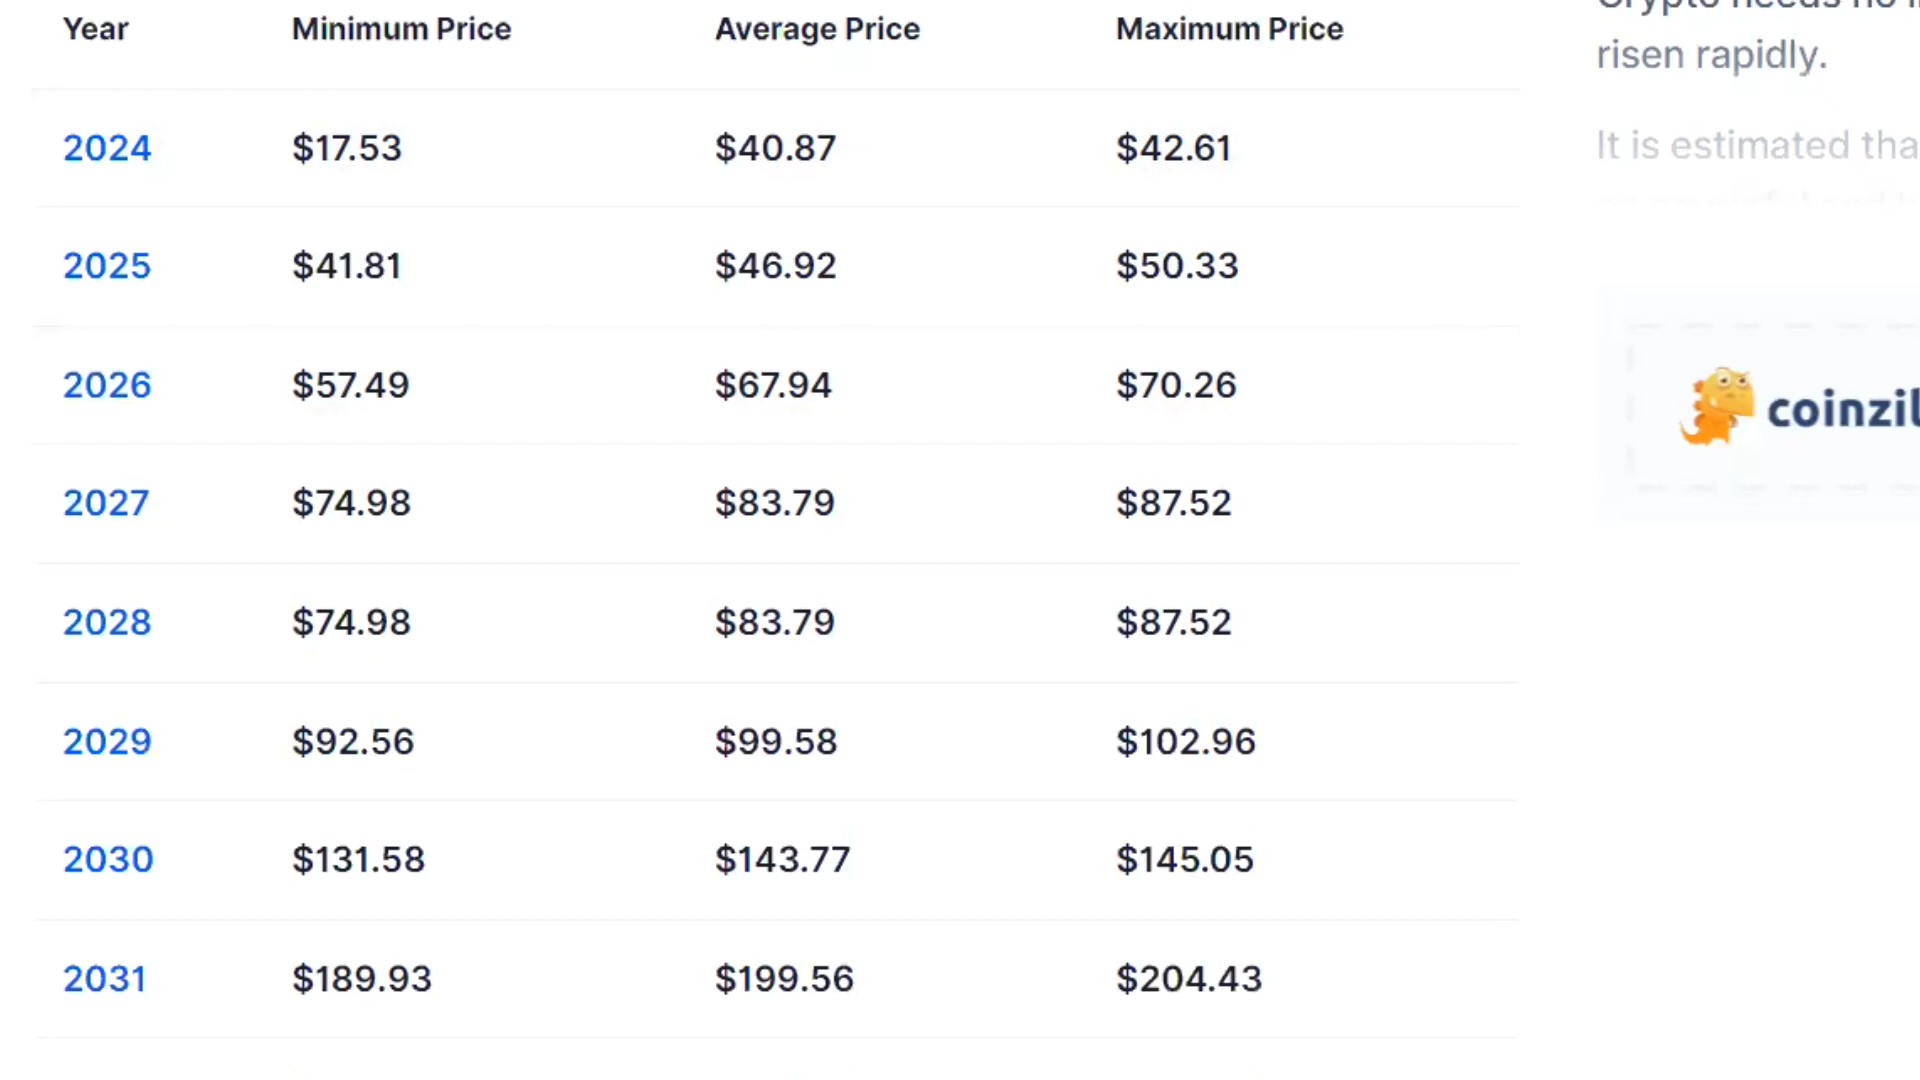 Year Minimum Price Average Price Maximum Price
2024 $17.53 $40.87 $42.61
2025 $41.81 $46.92 $50.33
2026 $57.49 $67.94 $70.26
2027 $74.98 $83.79 $87.52
2028 $74.98 $83.79 $87.52
2029 $92.56 $99.58 $102.96
2030 $131.58 $143.77 $145.05
2031 $189.93 $199.56 $204.43
Crypto needs no
risen rapidly.
It is estimated tha
coinzil